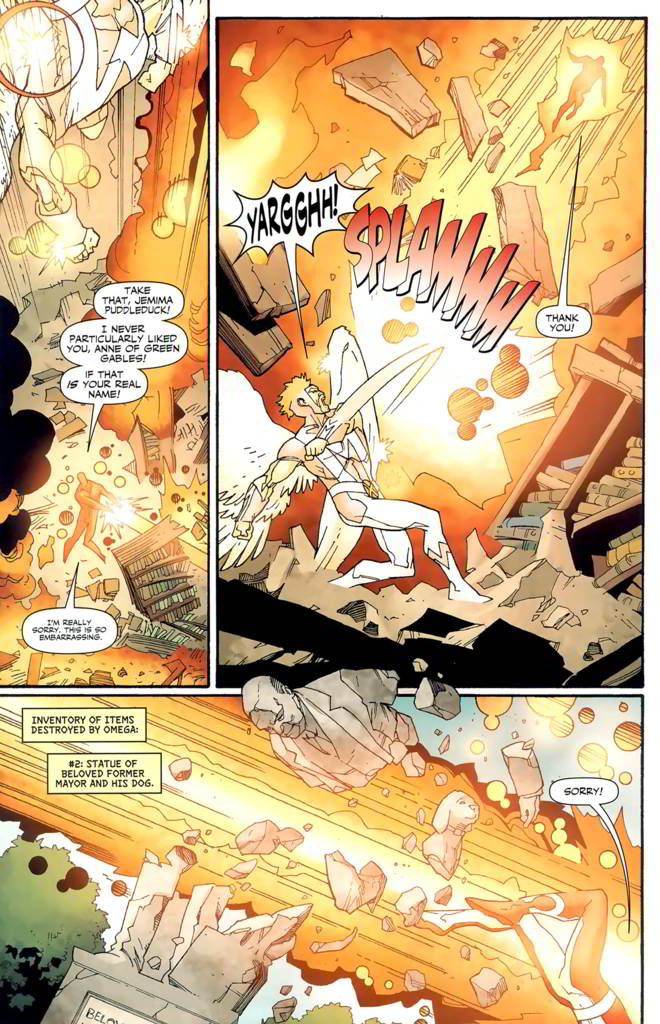 TAKE
THAT, JEMIMA
PUDDLEDUCK!
I NEVER
PARTICULARLY LIKED
YOU, ANNE OF GREEN
GABLES!
IF THAT
IS YOUR REAL
NAME!
I'M REALLY
SORRY. THIS IS SO
EMBARRASSING.
YARGGHH!
SPLAMMM
THANK
YOU!
INVENTORY OF ITEMS
DESTROYED BY OMEGA:
#2: STATUE OF
BELOVED FORMER
MAYOR AND HIS DOG.
SORRY!
BELOV